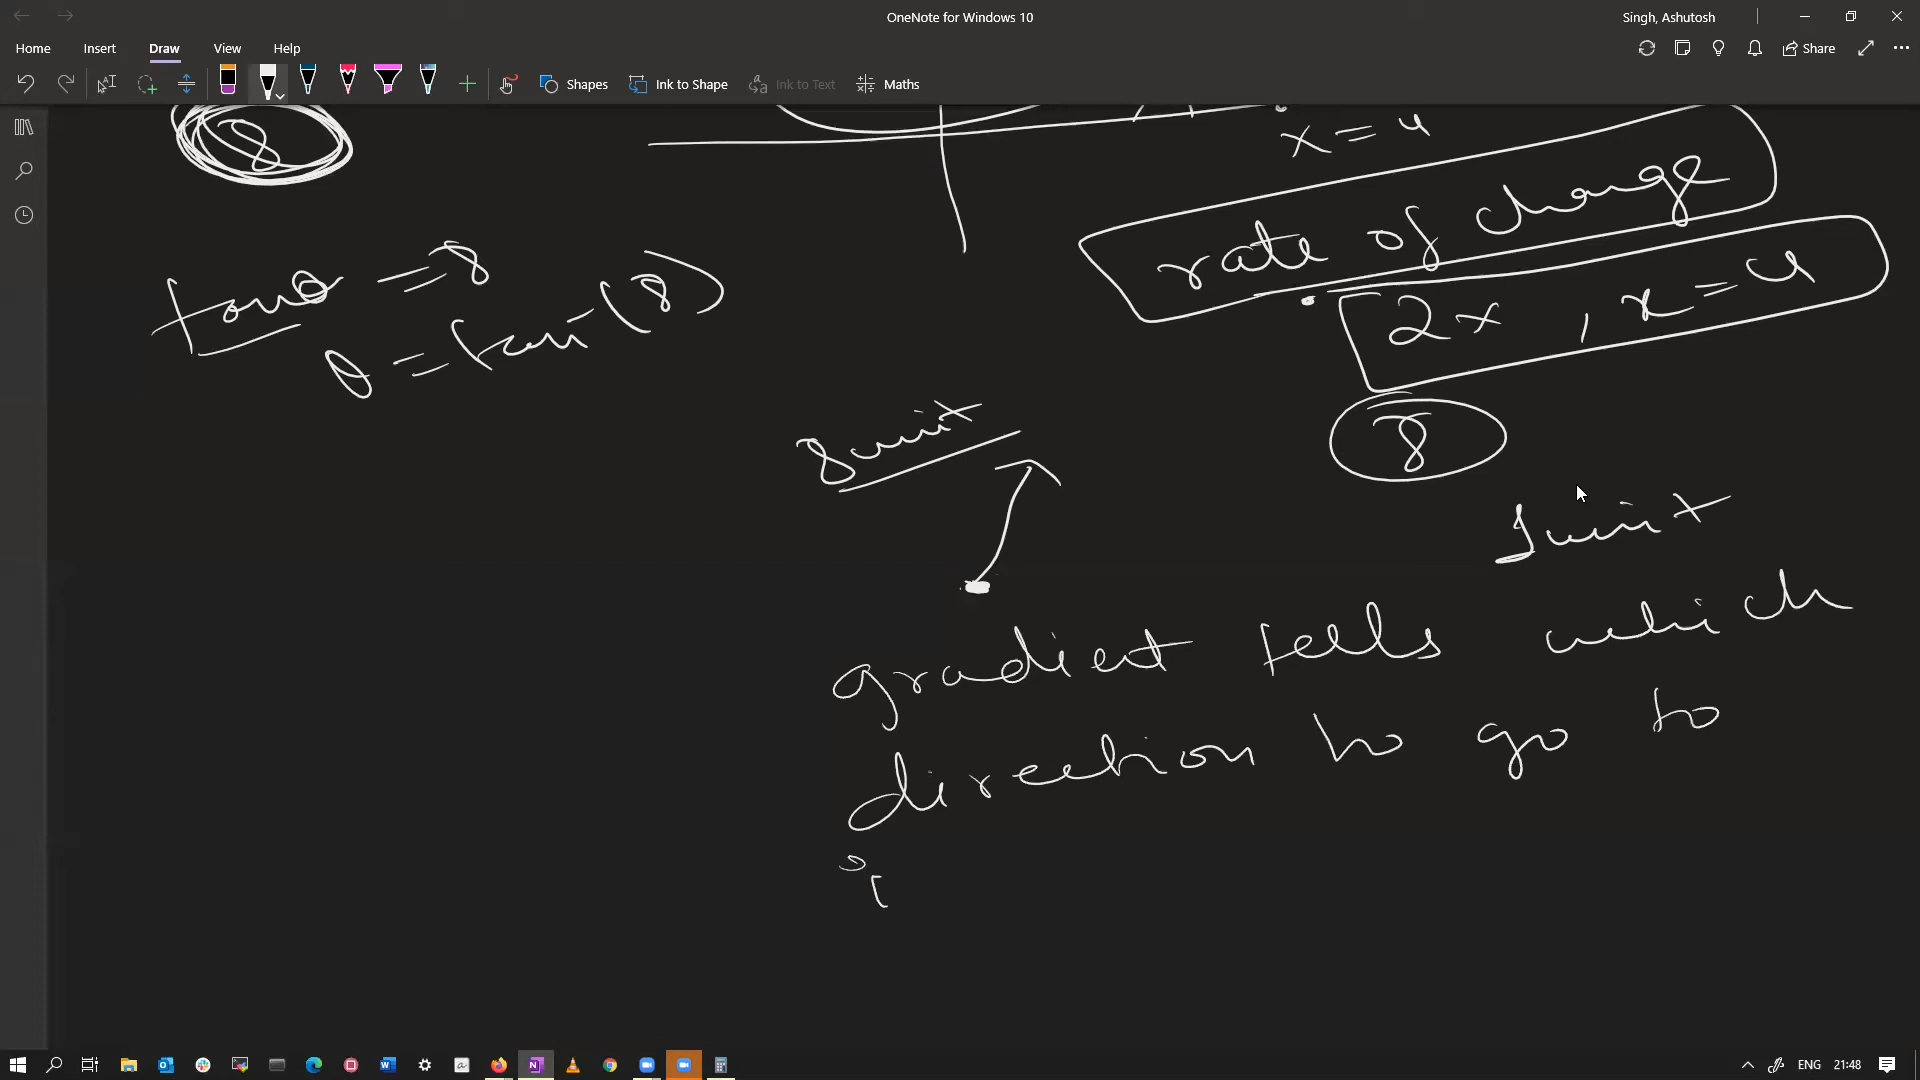 OneNote for Windows 10
Singh, Ashutosh
Home Insert Draw View Help
Share
Shapes Ink to Shape Ink to Text Maths
8
x = 4
rate of change
tanθ = 8
θ = tan⁻(8)
2x , x = 4
8 unit
8
1 unit
gradient tells which
direction to go to
i
ENG 21:48